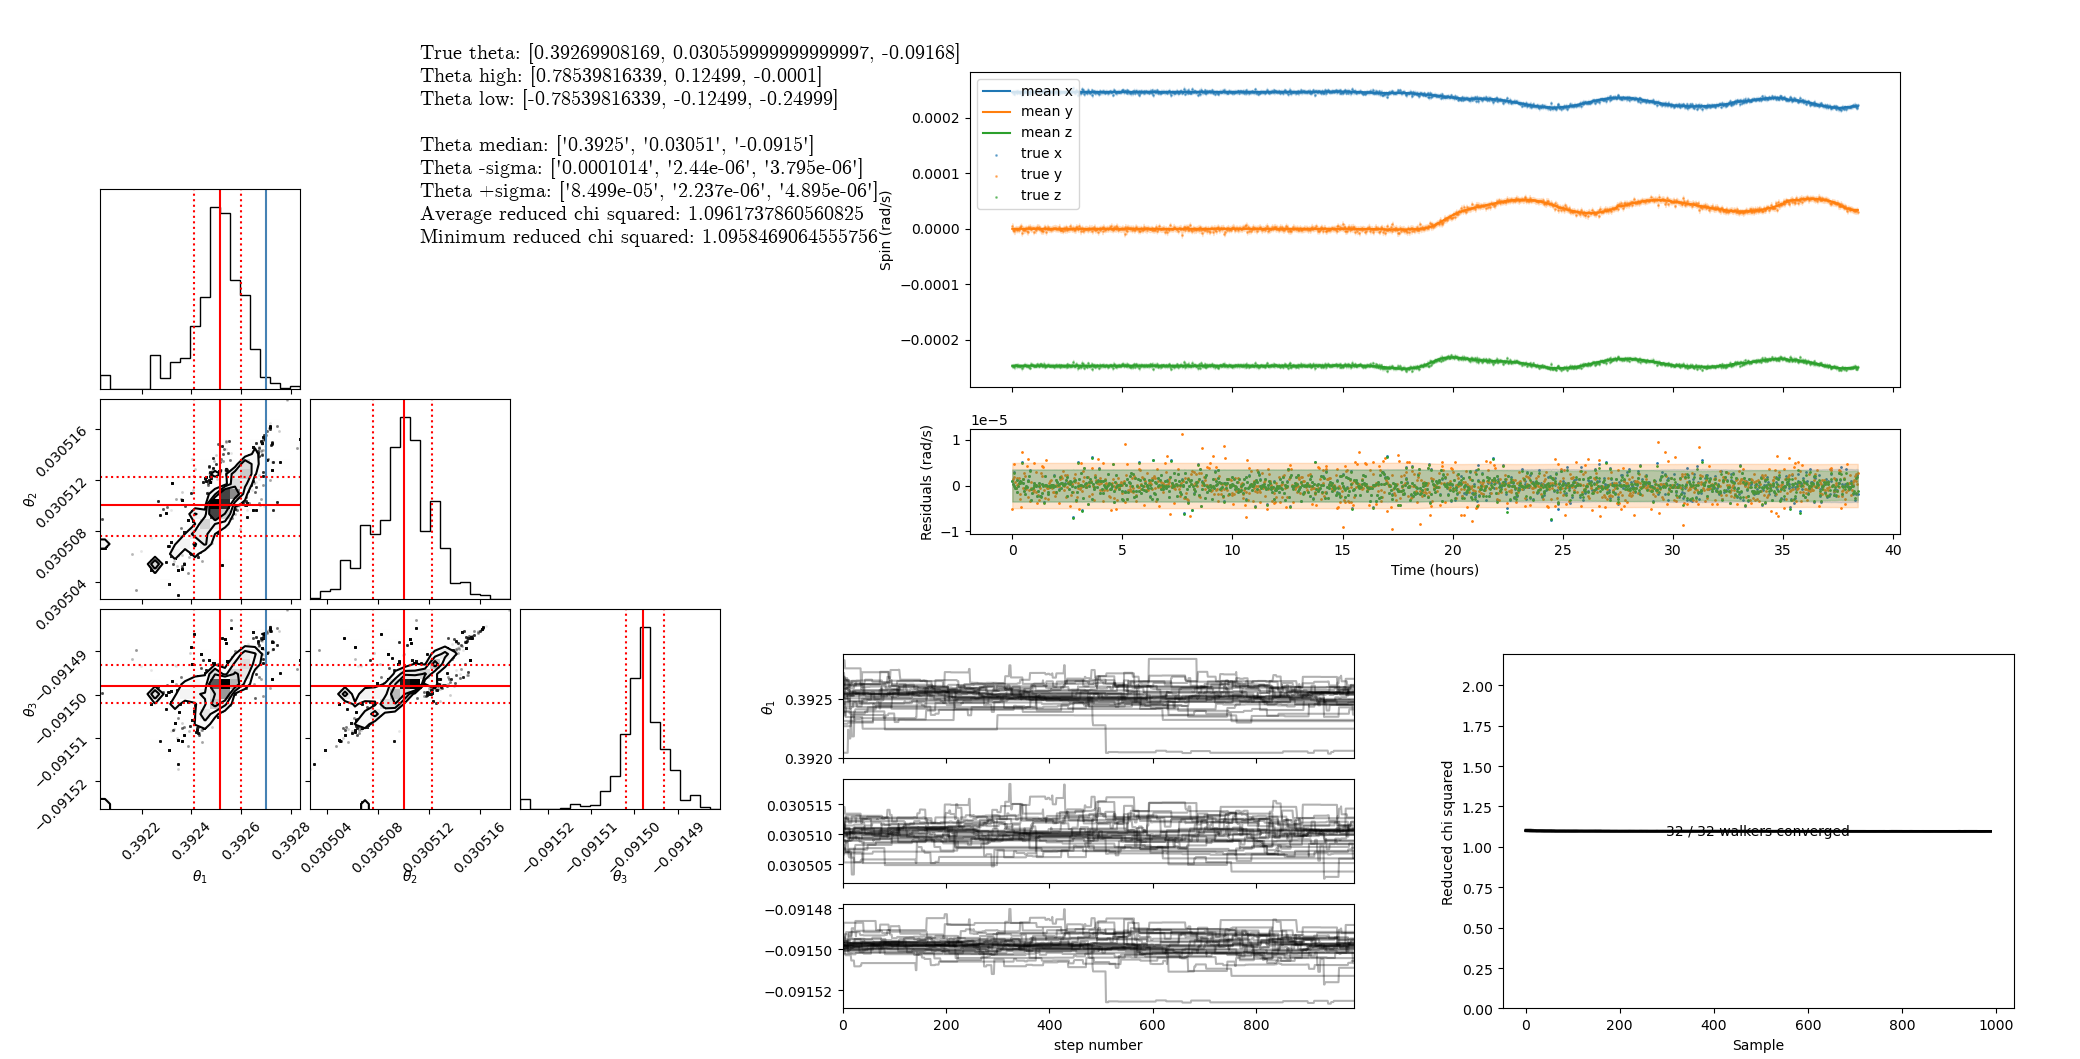 True theta: [0.39269908169, 0.030559999999999997, -0.09168]
Theta high: [0.78539816339, 0.12499, -0.0001]
Theta low: [-0.78539816339, -0.12499, -0.24999]
Theta median: ['0.3925', '0.03051', '-0.0915']
Theta -sigma: ['0.0001014', '2.44e-06', '3.795e-06']
Theta +sigma: ['8.499e-05', '2.237e-06', '4.895e-06']
Average reduced chi squared: 1.0961737860560825
Minimum reduced chi squared: 1.0958469064555756
mean x
mean y
mean z
true x
true y
true z
0.0002
0.0001
0.0000
−0.0001
−0.0002
Spin (rad/s)
1e−5
1
0
−1
Residuals (rad/s)
0 5 10 15 20 25 30 35 40
Time (hours)
0.030516
0.030512
0.030508
0.030504
θ2
−0.09149
−0.09150
−0.09151
−0.09152
θ3
0.3922 0.3924 0.3926 0.3928
θ1
0.030504 0.030508 0.030512 0.030516
θ2
−0.09152 −0.09151 −0.09150 −0.09149
θ3
0.3925
0.3920
θ1
0.030515
0.030510
0.030505
−0.09148
−0.09150
−0.09152
0 200 400 600 800
step number
2.00
1.75
1.50
1.25
1.00
0.75
0.50
0.25
0.00
Reduced chi squared
32 / 32 walkers converged
0 200 400 600 800 1000
Sample